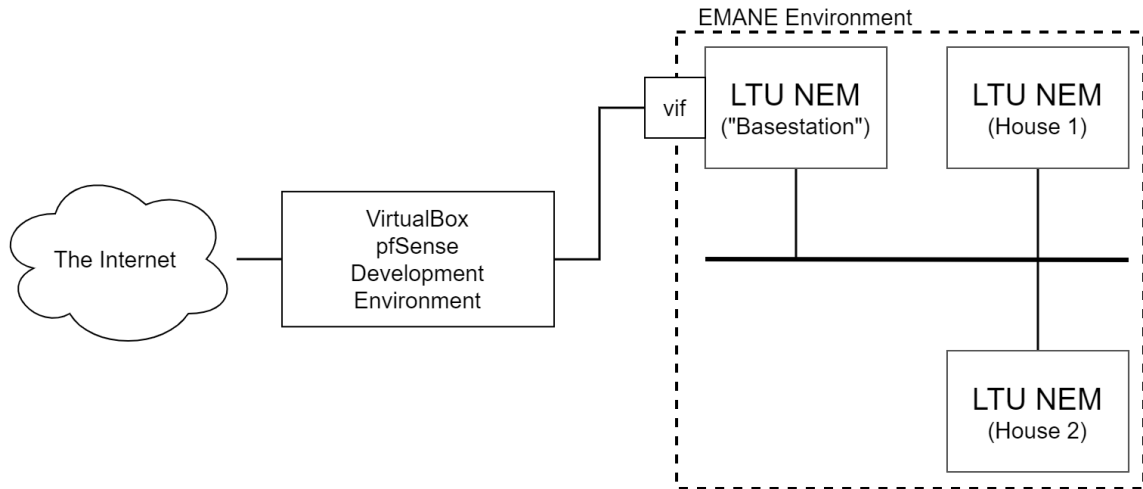 EMANE Environment
LTU NEM
("Basestation")
LTU NEM
(House 1)
vif
VirtualBox
pfSense
Development
Environment
The Internet
LTU NEM
(House 2)